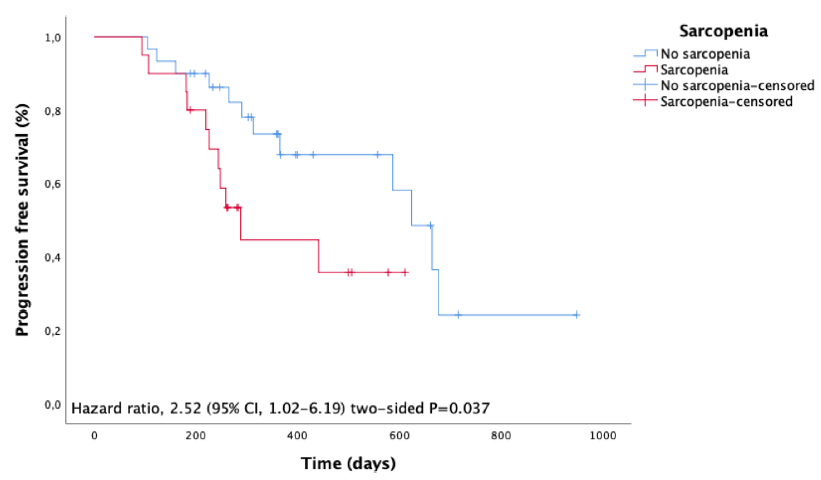 Sarcopenia
No sarcopenia
Sarcopenia
No sarcopenia-censored
Sarcopenia-censored
Progression free survival (%)
1,0
0,8
0,6
0,4
0,2
0,0
Hazard ratio, 2.52 (95% CI, 1.02-6.19) two-sided P=0.037
0 200 400 600 800 1000
Time (days)